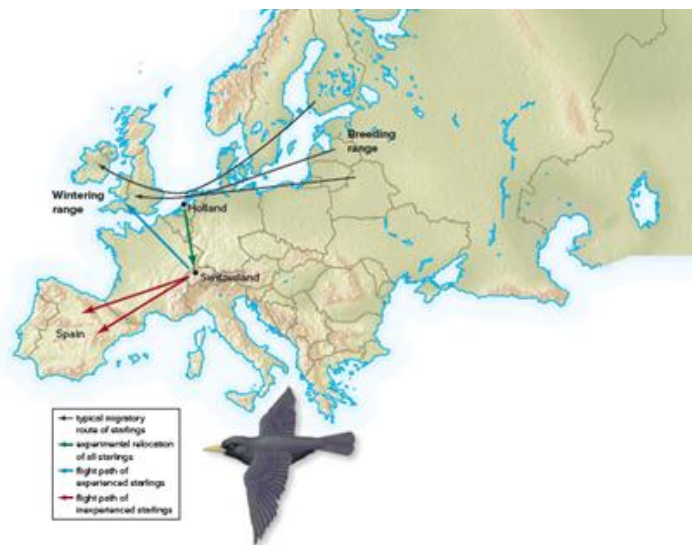 Breeding
range
Wintering
range
Holland
Switzerland
Spain
typical migratory
route of starlings
experimental relocation
of all starlings
flight path of
experienced starlings
flight path of
inexperienced starlings